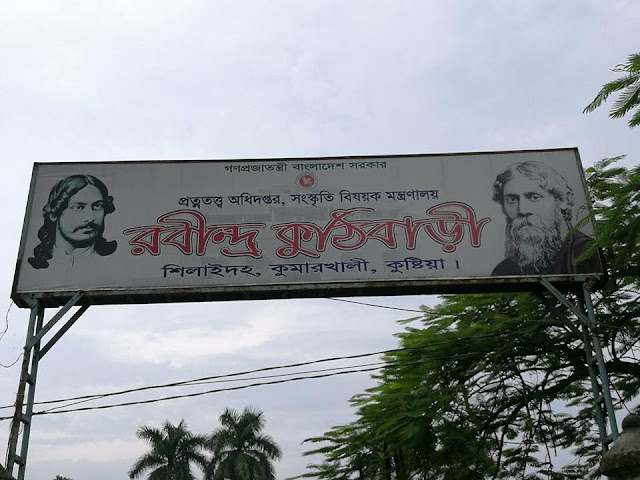 গণপ্রজাতন্ত্রী বাংলাদেশ সরকার
প্রত্নতত্ত্ব অধিদপ্তর, সংস্কৃতি বিষয়ক মন্ত্রণালয়
রবীন্দ্র কুঠিবাড়ী
শিলাইদহ, কুমারখালী, কুষ্টিয়া ।